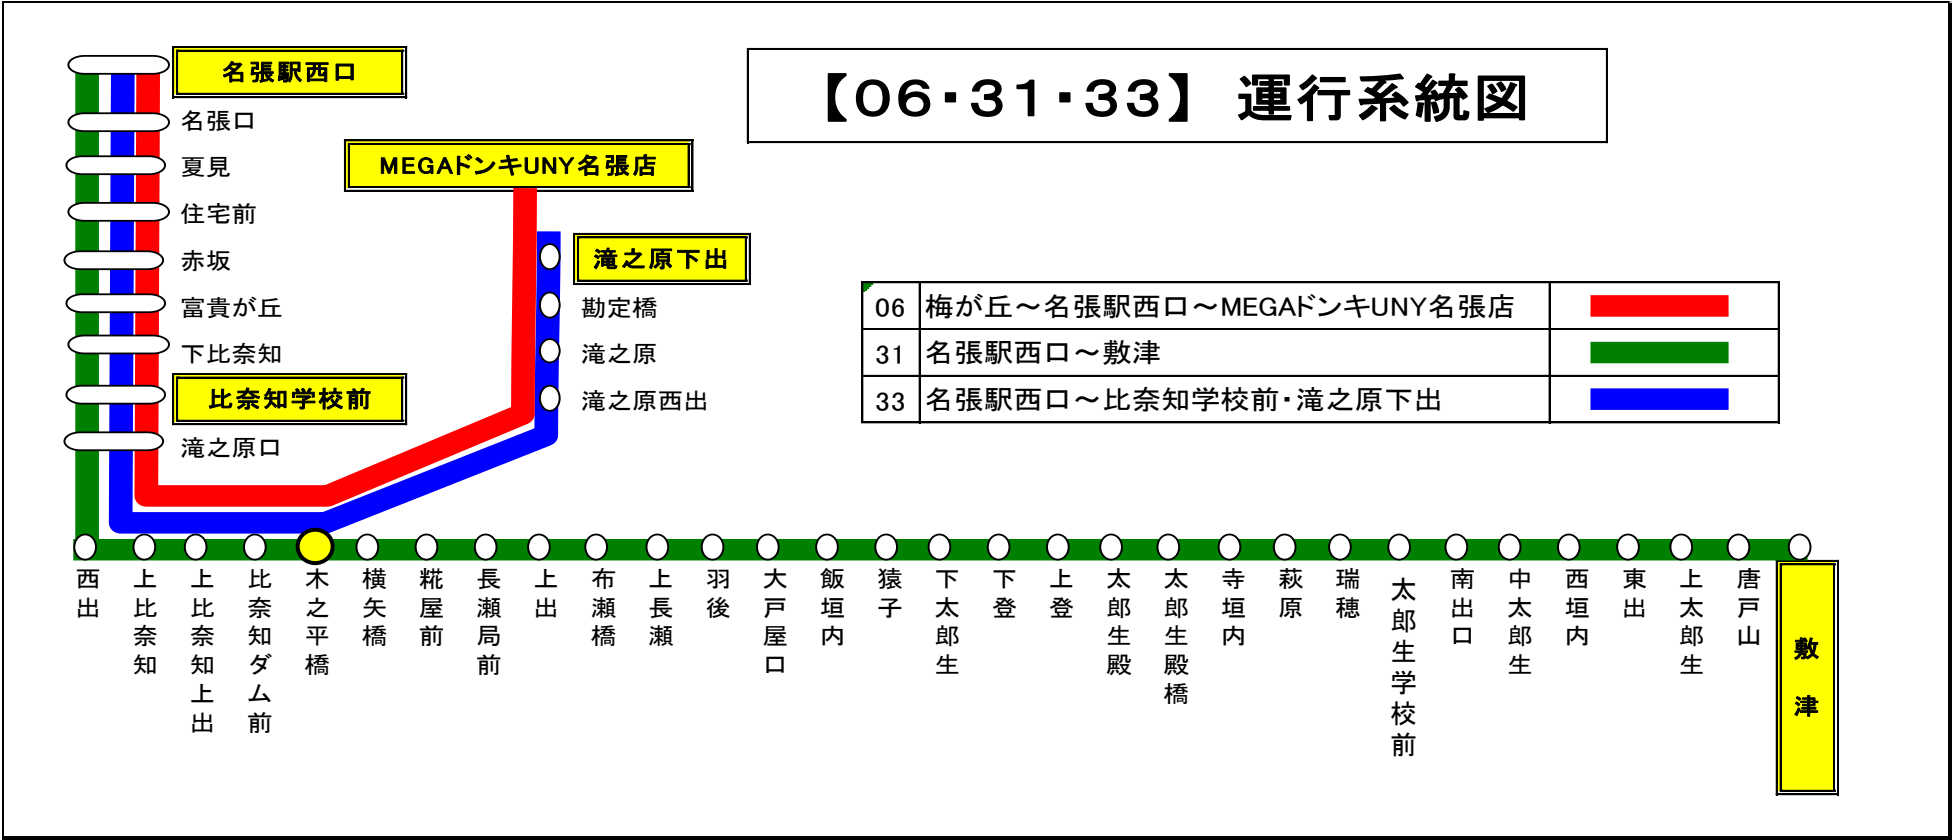 【06・31・33】 運行系統図
名張駅西口
名張口
夏見
住宅前
赤坂
富貴が丘
下比奈知
比奈知学校前
滝之原口
MEGAドンキUNY名張店
滝之原下出
勘定橋
滝之原
滝之原西出
06 梅が丘～名張駅西口～MEGAドンキUNY名張店
31 名張駅西口～敷津
33 名張駅西口～比奈知学校前・滝之原下出
西出
上比奈知
上比奈知上出
比奈知ダム前
木之平橋
横矢橋
糀屋前
長瀬局前
上出
布瀬橋
上長瀬
羽後
大戸屋口
飯垣内
猿子
下太郎生
下登
上登
太郎生殿
太郎生殿橋
寺垣内
萩原
瑞穂
太郎生学校前
南出口
中太郎生
西垣内
東出
上太郎生
唐戸山
敷津